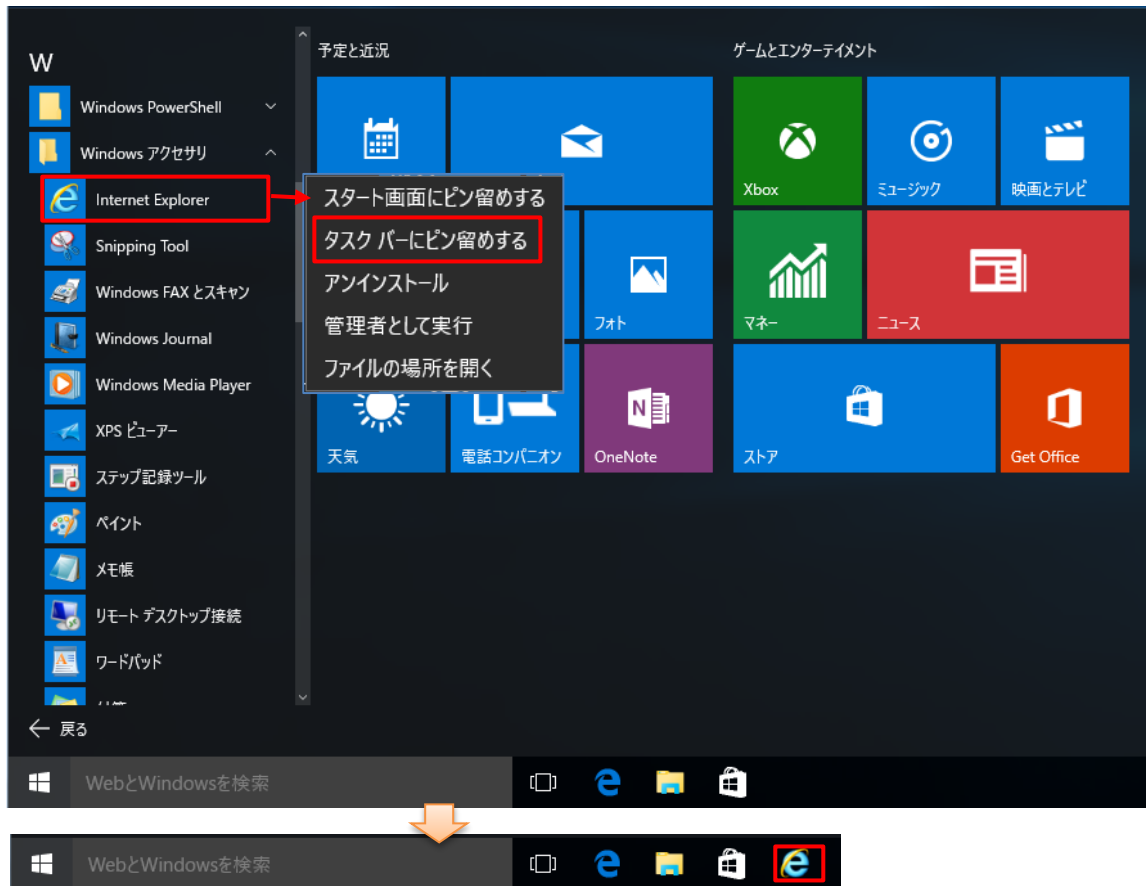 W
Windows PowerShell
Windows アクセサリ
Internet Explorer
Snipping Tool
Windows FAX とスキャン
Windows Journal
Windows Media Player
XPS ビューアー
ステップ記録ツール
ペイント
メモ帳
リモート デスクトップ接続
ワードパッド
戻る
スタート画面にピン留めする
タスク バーにピン留めする
アンインストール
管理者として実行
ファイルの場所を開く
予定と近況
フォト
天気
電話コンパニオン
OneNote
ゲームとエンターテイメント
Xbox
ミュージック
映画とテレビ
マネー
ニュース
ストア
Get Office
WebとWindowsを検索
WebとWindowsを検索